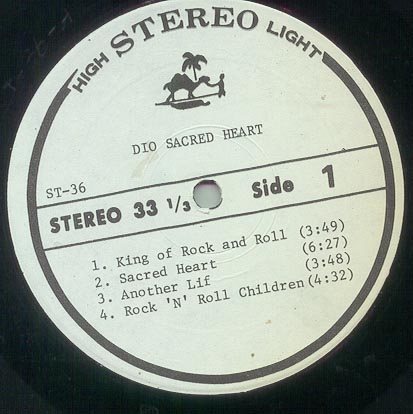 HIGH STEREO LIGHT
DIO SACRED HEART
ST-36
STEREO 33 1/3 Side 1
1. King of Rock and Roll (3:49)
2. Sacred Heart (6:27)
3. Another Lif (3:48)
4. Rock 'N' Roll Children (4:32)